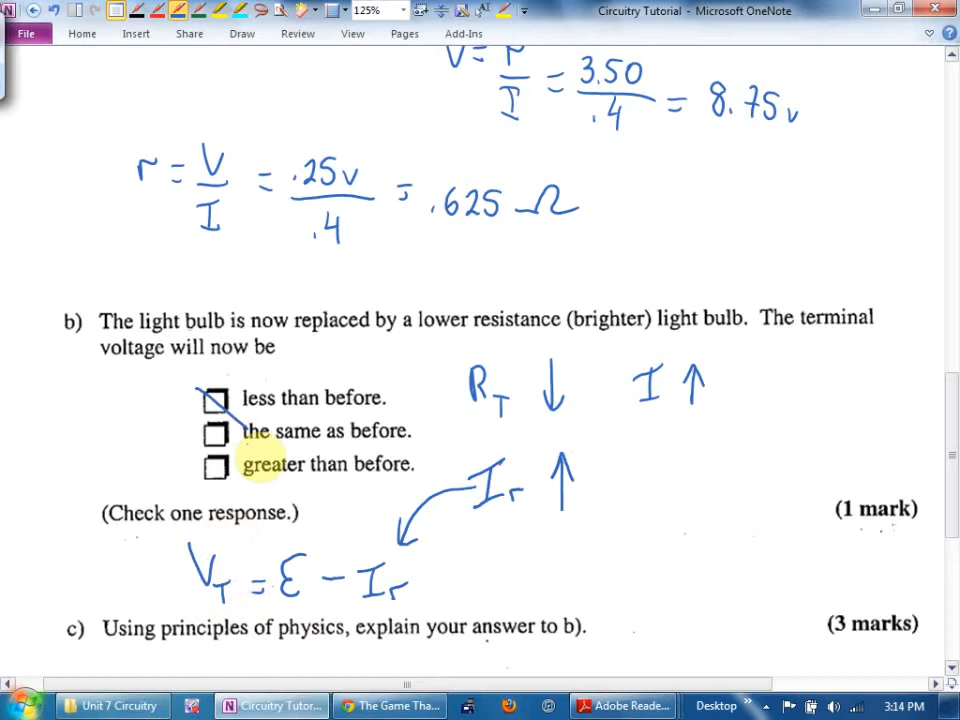 125%
Circuitry Tutorial - Microsoft OneNote
File Home Insert Share Draw Review View Pages Add-Ins
V = P/I = 3.50/.4 = 8.75v
r = V/I = .25v/.4 = .625 Ω
b) The light bulb is now replaced by a lower resistance (brighter) light bulb. The terminal
voltage will now be
less than before.
the same as before.
greater than before.
R_T ↓ I ↑
Ir ↑
(Check one response.)
(1 mark)
V_T = ε - Ir
c) Using principles of physics, explain your answer to b).
(3 marks)
Unit 7 Circuitry
Circuitry Tutor...
The Game Tha...
Adobe Reade...
Desktop
3:14 PM